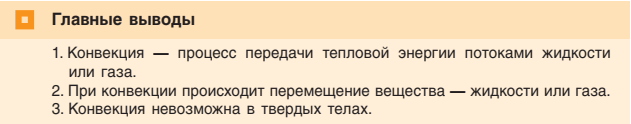 Главные выводы
1. Конвекция — процесс передачи тепловой энергии потоками жидкости
или газа.
2. При конвекции происходит перемещение вещества — жидкости или газа.
3. Конвекция невозможна в твердых телах.